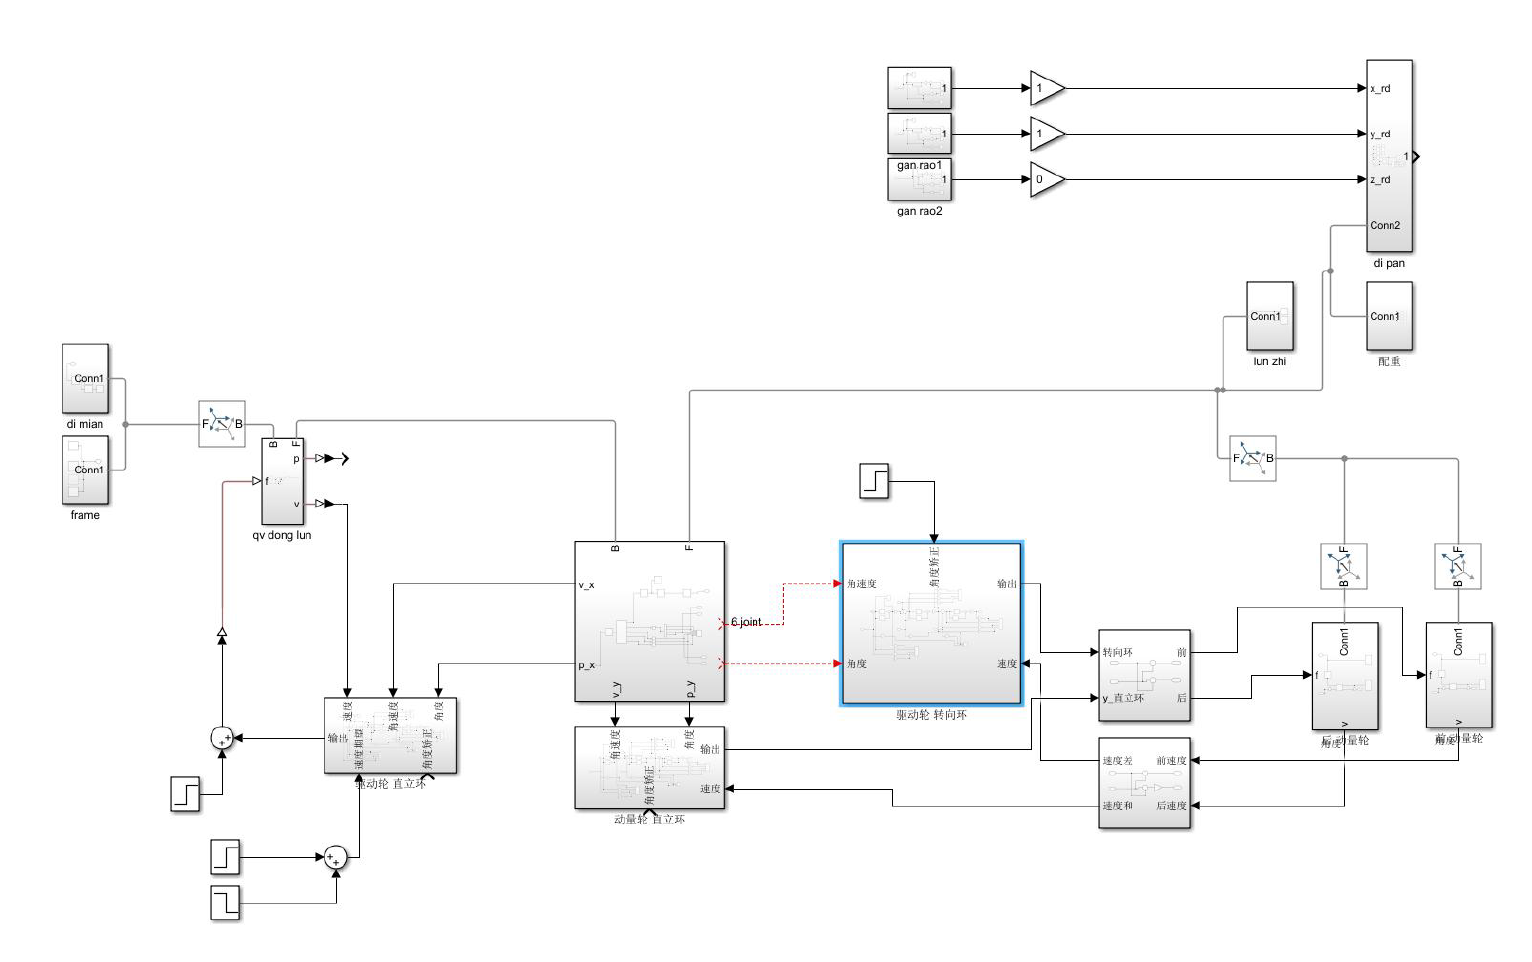 1
1
x_rd
1
1
y_rd
gan rao1
1
1
0
z_rd
gan rao2
Conn2
di pan
Conn1
lun zhi
Conn1
配重
Conn1
di mian
Conn1
frame
F
B
B
F
p
f
v
qv dong lun
F
B
F
B
F
B
B
F
v_x
p_x
v_y
p_y
6 joint
角度矫正
角速度
输出
角度
速度
驱动轮 转向环
转向环
前
y_直立环
后
Conn1
f
v
角度
后动量轮
Conn1
f
v
角度
前动量轮
速度
角速度
角度
输出
速度期望
角度矫正
驱动轮 直立环
角速度
角度
输出
角度矫正
速度
动量轮 直立环
速度差
前速度
速度和
后速度